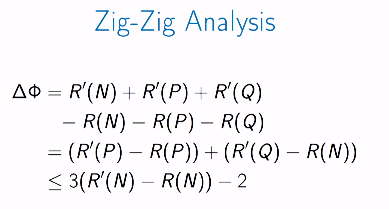 Zig-Zig Analysis
ΔΦ = R′(N) + R′(P) + R′(Q)
− R(N) − R(P) − R(Q)
= (R′(P) − R(P)) + (R′(Q) − R(N))
≤ 3(R′(N) − R(N)) − 2